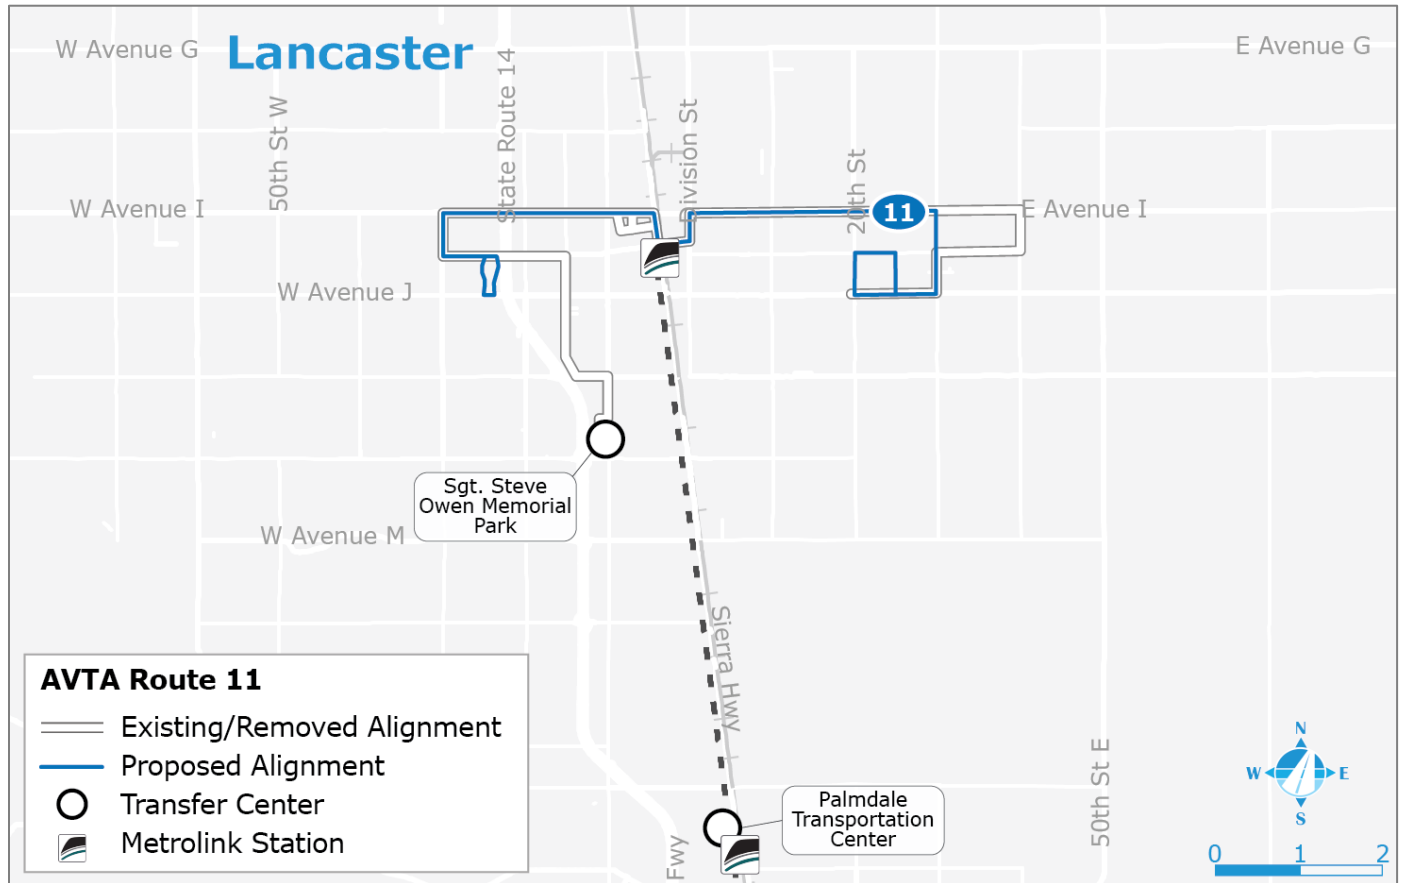 W Avenue G
Lancaster
E Avenue G
State Route 14
50th St W
Division St
20th St
W Avenue I
11
E Avenue I
W Avenue J
Sgt. Steve
Owen Memorial
Park
W Avenue M
Sierra Hwy
AVTA Route 11
Existing/Removed Alignment
Proposed Alignment
Transfer Center
Metrolink Station
Fwy
Palmdale
Transportation
Center
50th St E
N
W
E
S
0 1 2